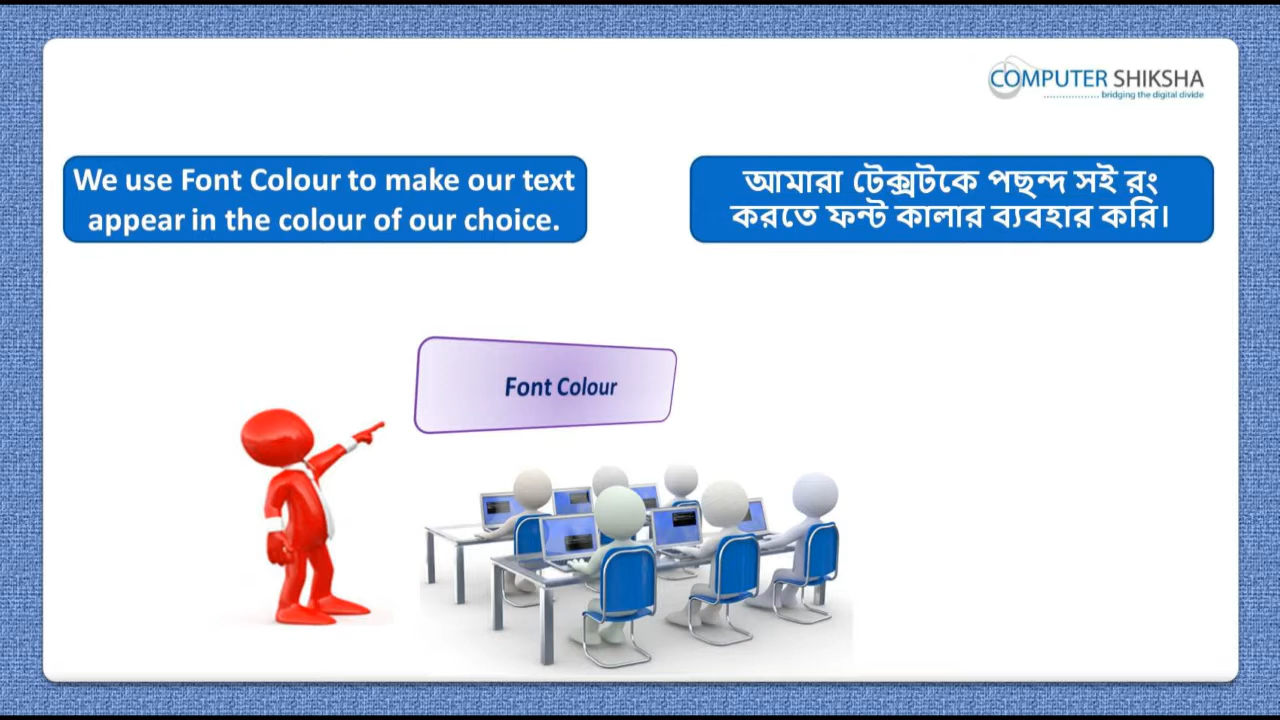 COMPUTER SHIKSHA
bridging the digital divide
We use Font Colour to make our text
appear in the colour of our choice.
আমারা টেক্সটকে পছন্দ সই রং
করতে ফন্ট কালার ব্যবহার করি।
Font Colour